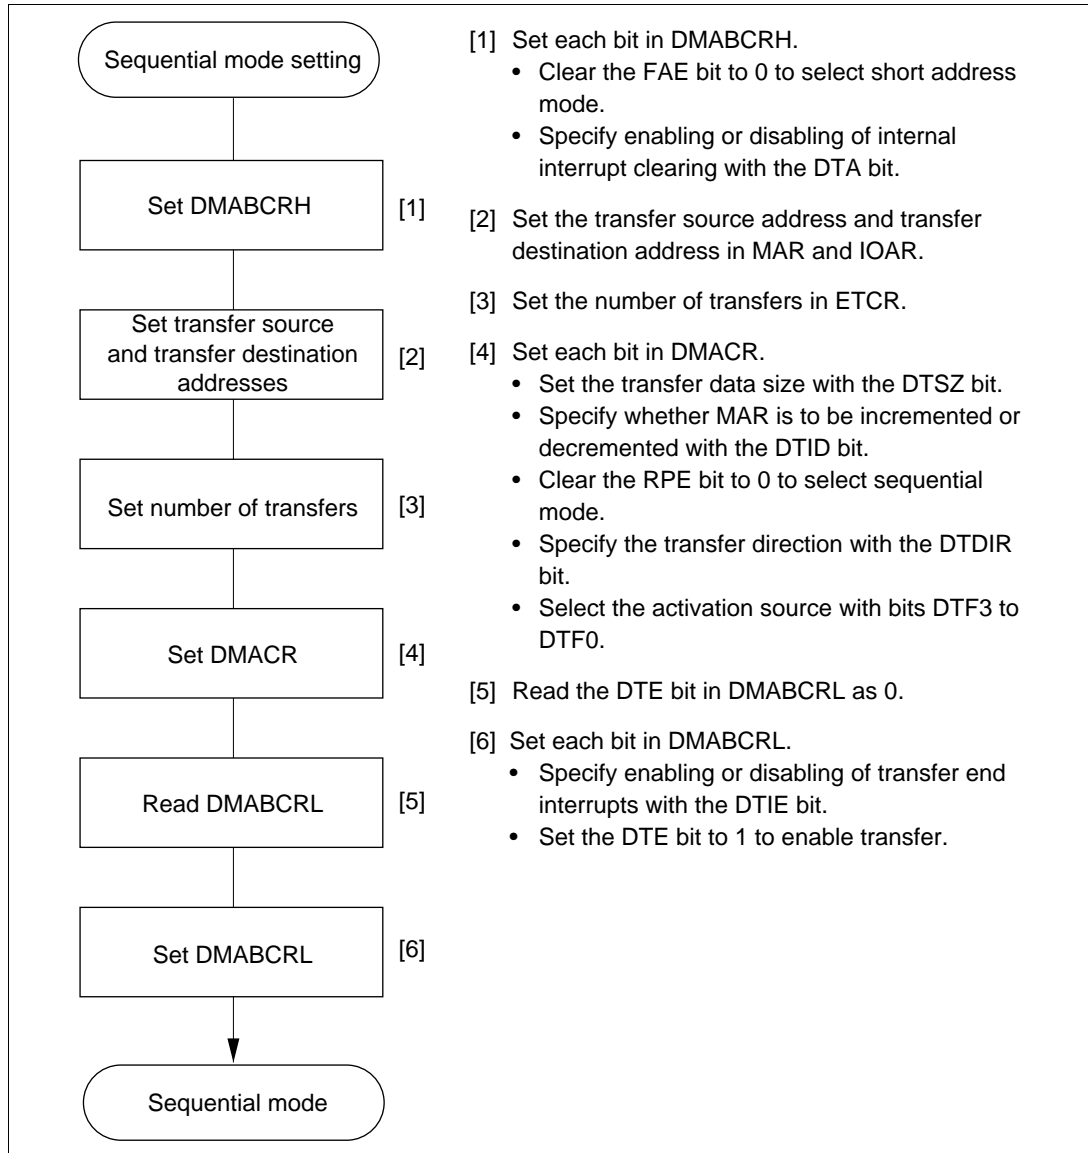 Sequential mode setting
Set DMABCRH
[1]
Set transfer source
and transfer destination
addresses
[2]
Set number of transfers
[3]
Set DMACR
[4]
Read DMABCRL
[5]
Set DMABCRL
[6]
Sequential mode
[1] Set each bit in DMABCRH.
• Clear the FAE bit to 0 to select short address
mode.
• Specify enabling or disabling of internal
interrupt clearing with the DTA bit.
[2] Set the transfer source address and transfer
destination address in MAR and IOAR.
[3] Set the number of transfers in ETCR.
[4] Set each bit in DMACR.
• Set the transfer data size with the DTSZ bit.
• Specify whether MAR is to be incremented or
decremented with the DTID bit.
• Clear the RPE bit to 0 to select sequential
mode.
• Specify the transfer direction with the DTDIR
bit.
• Select the activation source with bits DTF3 to
DTF0.
[5] Read the DTE bit in DMABCRL as 0.
[6] Set each bit in DMABCRL.
• Specify enabling or disabling of transfer end
interrupts with the DTIE bit.
• Set the DTE bit to 1 to enable transfer.